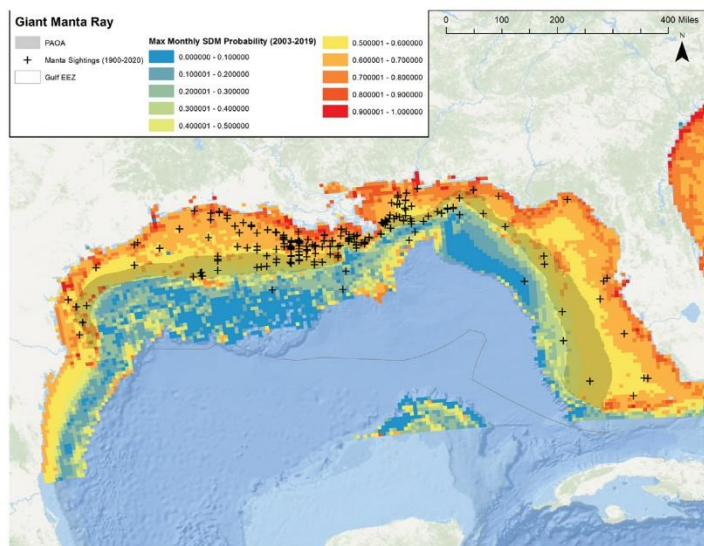 Giant Manta Ray
PAOA
Manta Sightings (1900-2020)
Gulf EEZ
Max Monthly SDM Probability (2003-2019)
0.000000 - 0.100000
0.100001 - 0.200000
0.200001 - 0.300000
0.300001 - 0.400000
0.400001 - 0.500000
0.500001 - 0.600000
0.600001 - 0.700000
0.700001 - 0.800000
0.800001 - 0.900000
0.900001 - 1.000000
0 100 200 400 Miles
N